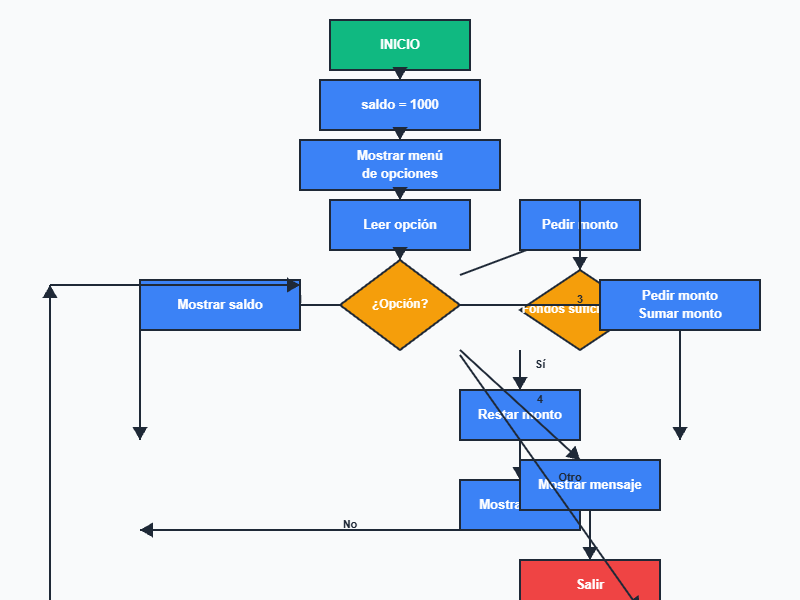 INICIO
saldo = 1000
Mostrar menú
de opciones
Leer opción
Pedir monto
¿Opción?
Mostrar saldo
3
Pedir monto
Sumar monto
Sí
4
Restar monto
Otro
Mostrar mensaje
No
Salir